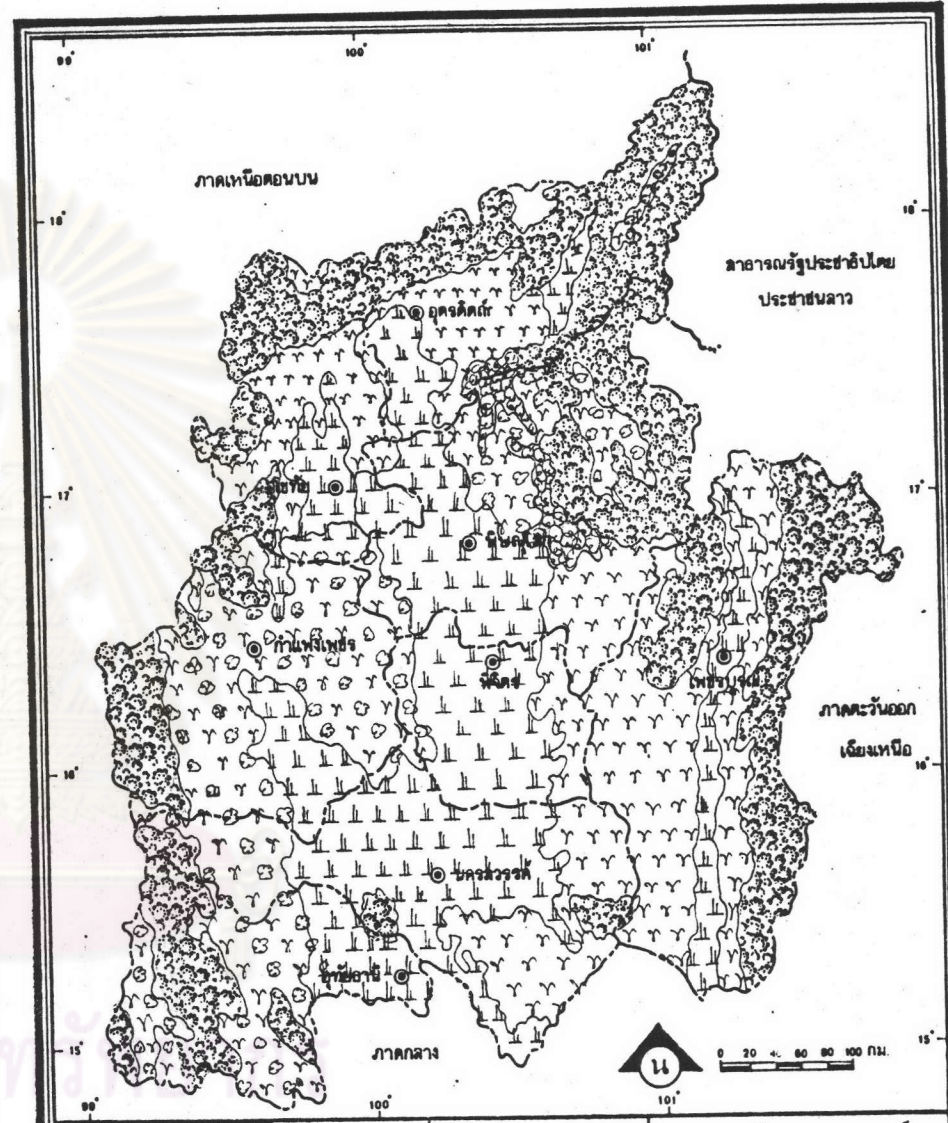 99° 100° 101°
ภาคเหนือตอนบน
18° 18°
สาธารณรัฐประชาธิปไตย
ประชาชนลาว
อุตรดิตถ์
17° 17°
สุโขทัย
พิษณุโลก
กำแพงเพชร
พิจิตร
เพชรบูรณ์
ภาคตะวันออก
เฉียงเหนือ
16° 16°
นครสวรรค์
อุทัยธานี
15° 15°
ภาคกลาง
น
0 20 40 60 80 100 กม.
99° 100° 101°